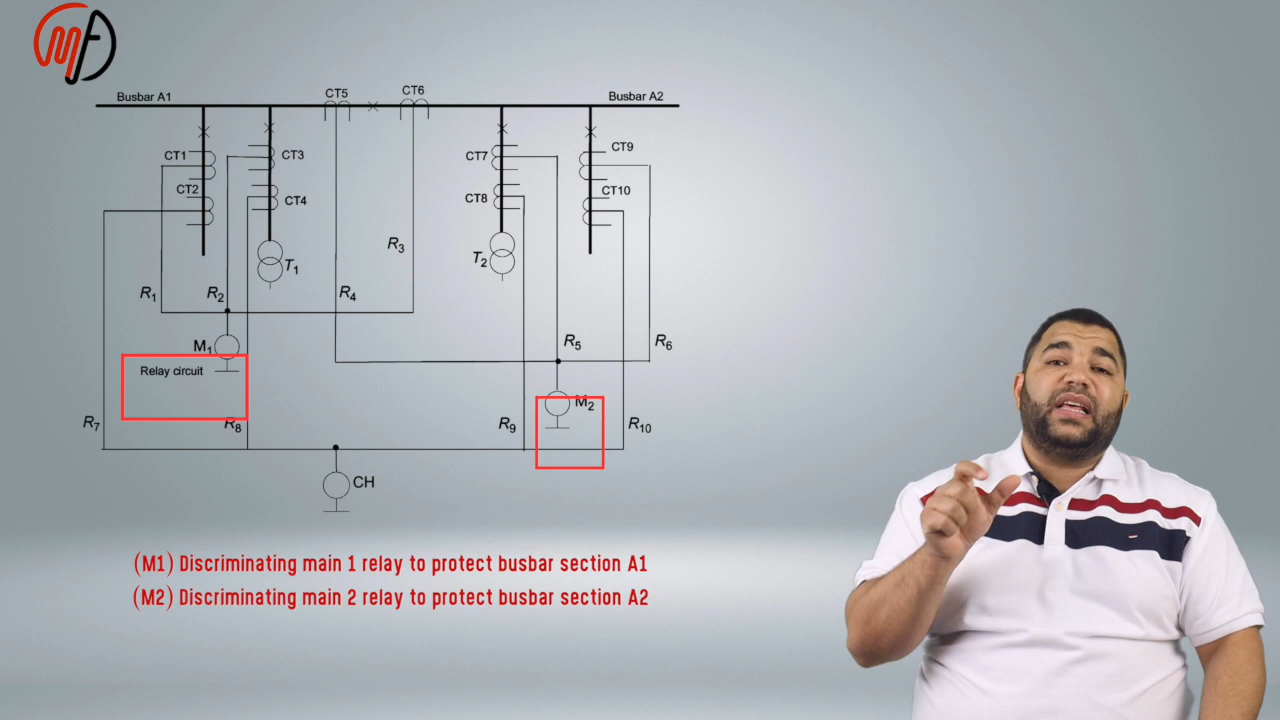 MF
CT5
CT6
Busbar A1
Busbar A2
CT1
CT3
CT7
CT9
CT2
CT4
CT8
CT10
R3
T1
T2
R1
R2
R4
M1
R5
R6
Relay circuit
M2
R7
R8
R9
R10
CH
(M1) Discriminating main 1 relay to protect busbar section A1
(M2) Discriminating main 2 relay to protect busbar section A2